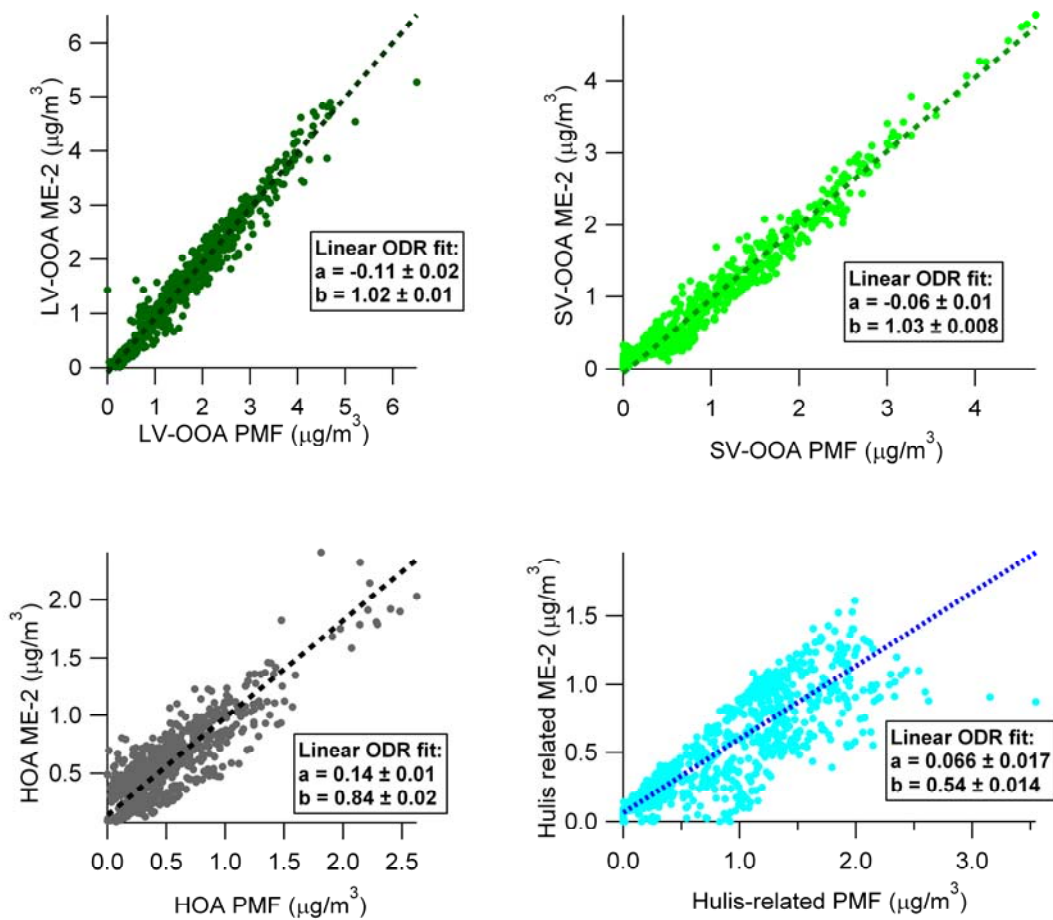 6
5
4
3
2
1
0
LV-OOA ME-2 (µg/m³)
Linear ODR fit:
a = -0.11 ± 0.02
b = 1.02 ± 0.01
0 1 2 3 4 5 6
LV-OOA PMF (µg/m³)
4
3
2
1
0
SV-OOA ME-2 (µg/m³)
Linear ODR fit:
a = -0.06 ± 0.01
b = 1.03 ± 0.008
0 1 2 3 4
SV-OOA PMF (µg/m³)
2.0
1.5
1.0
0.5
HOA ME-2 (µg/m³)
Linear ODR fit:
a = 0.14 ± 0.01
b = 0.84 ± 0.02
0.0 0.5 1.0 1.5 2.0 2.5
HOA PMF (µg/m³)
1.5
1.0
0.5
0.0
Hulis related ME-2 (µg/m³)
Linear ODR fit:
a = 0.066 ± 0.017
b = 0.54 ± 0.014
0.0 1.0 2.0 3.0
Hulis-related PMF (µg/m³)